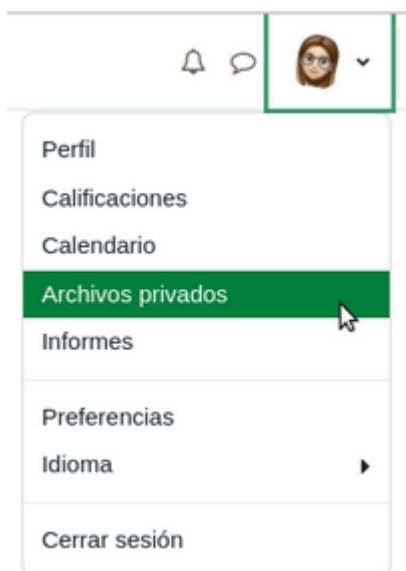 Perfil
Calificaciones
Calendario
Archivos privados
Informes
Preferencias
Idioma
Cerrar sesión